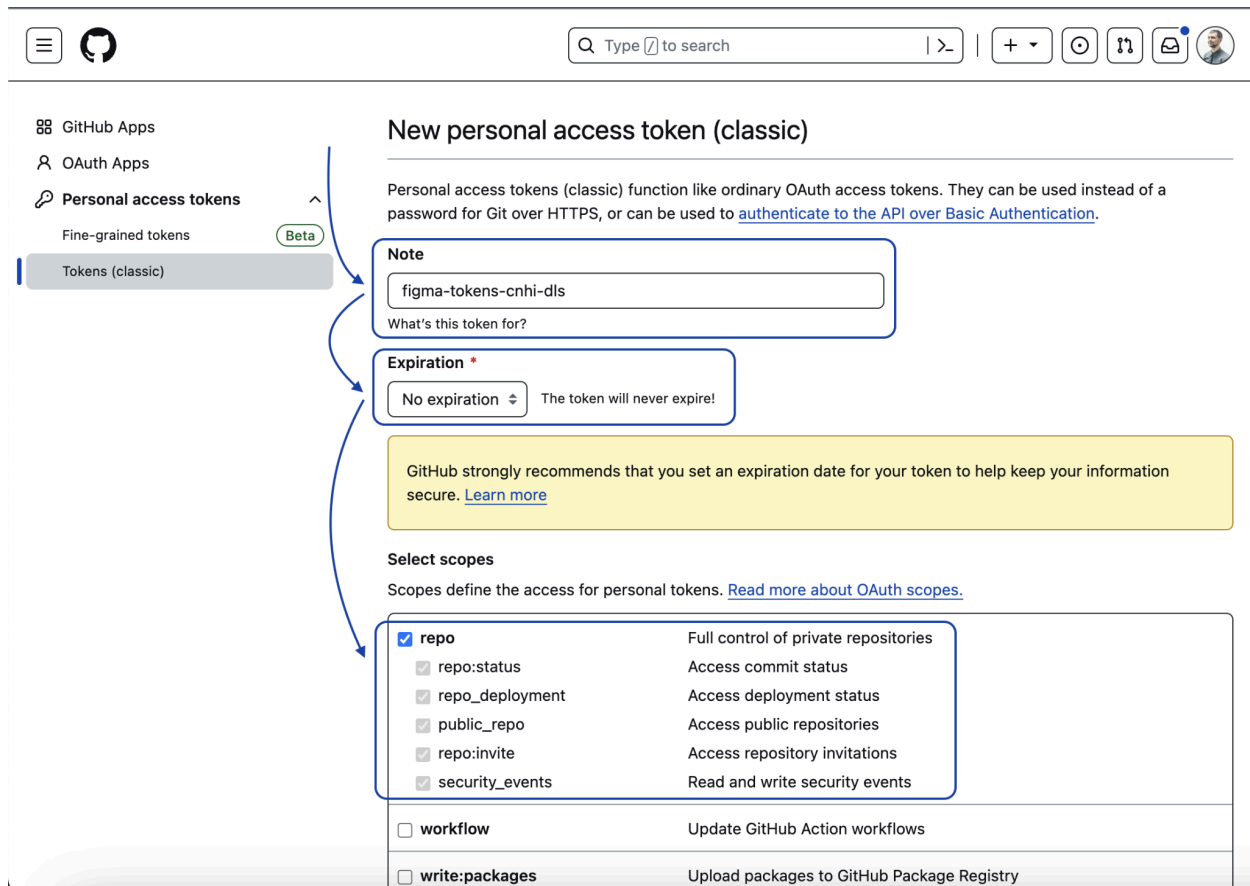 Type / to search
GitHub Apps
OAuth Apps
Personal access tokens
Fine-grained tokens Beta
Tokens (classic)
New personal access token (classic)
Personal access tokens (classic) function like ordinary OAuth access tokens. They can be used instead of a
password for Git over HTTPS, or can be used to authenticate to the API over Basic Authentication.
Note
figma-tokens-cnhi-dls
What's this token for?
Expiration *
No expiration The token will never expire!
GitHub strongly recommends that you set an expiration date for your token to help keep your information
secure. Learn more
Select scopes
Scopes define the access for personal tokens. Read more about OAuth scopes.
repo Full control of private repositories
repo:status Access commit status
repo_deployment Access deployment status
public_repo Access public repositories
repo:invite Access repository invitations
security_events Read and write security events
workflow Update GitHub Action workflows
write:packages Upload packages to GitHub Package Registry